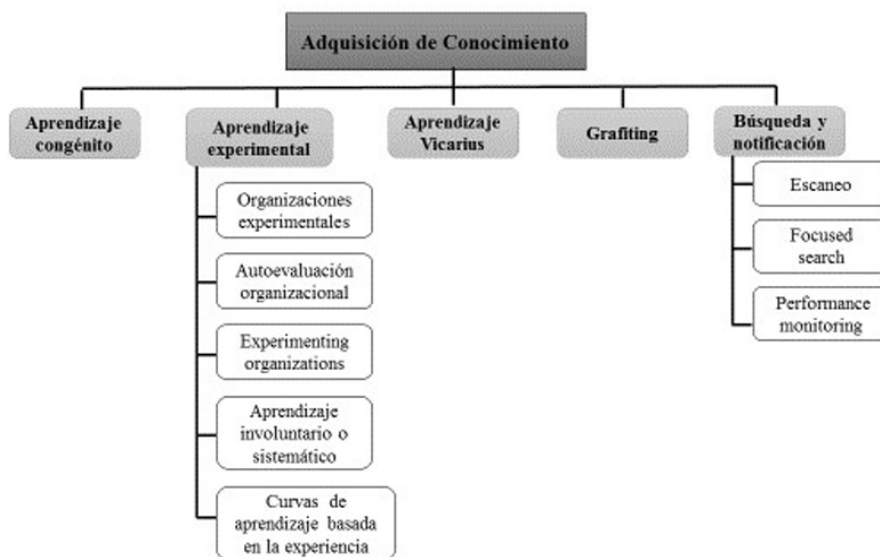 Adquisición de Conocimiento
Aprendizaje
congénito
Aprendizaje
experimental
Aprendizaje
Vicarius
Grafiting
Búsqueda y
notificación
Organizaciones
experimentales
Autoevaluación
organizacional
Experimenting
organizations
Aprendizaje
involuntario o
sistemático
Curvas de
aprendizaje basada
en la experiencia
Escaneo
Focused
search
Performance
monitoring